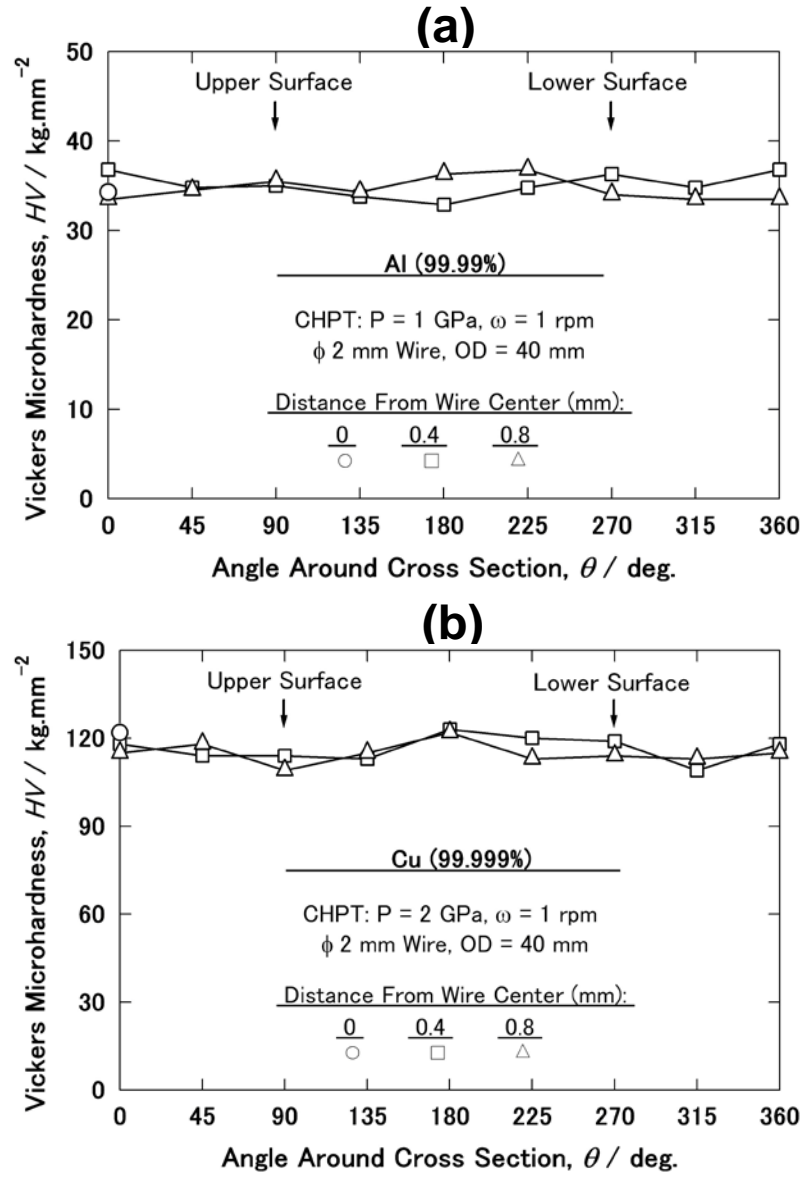 (a)
50
40
30
20
10
0
Vickers Microhardness, HV / kg.mm⁻²
Upper Surface
Lower Surface
Al (99.99%)
CHPT: P = 1 GPa, ω = 1 rpm
ϕ 2 mm Wire, OD = 40 mm
Distance From Wire Center (mm):
0 0.4 0.8
0 45 90 135 180 225 270 315 360
Angle Around Cross Section, θ / deg.
(b)
150
120
90
60
30
0
Vickers Microhardness, HV / kg.mm⁻²
Upper Surface
Lower Surface
Cu (99.999%)
CHPT: P = 2 GPa, ω = 1 rpm
ϕ 2 mm Wire, OD = 40 mm
Distance From Wire Center (mm):
0 0.4 0.8
0 45 90 135 180 225 270 315 360
Angle Around Cross Section, θ / deg.